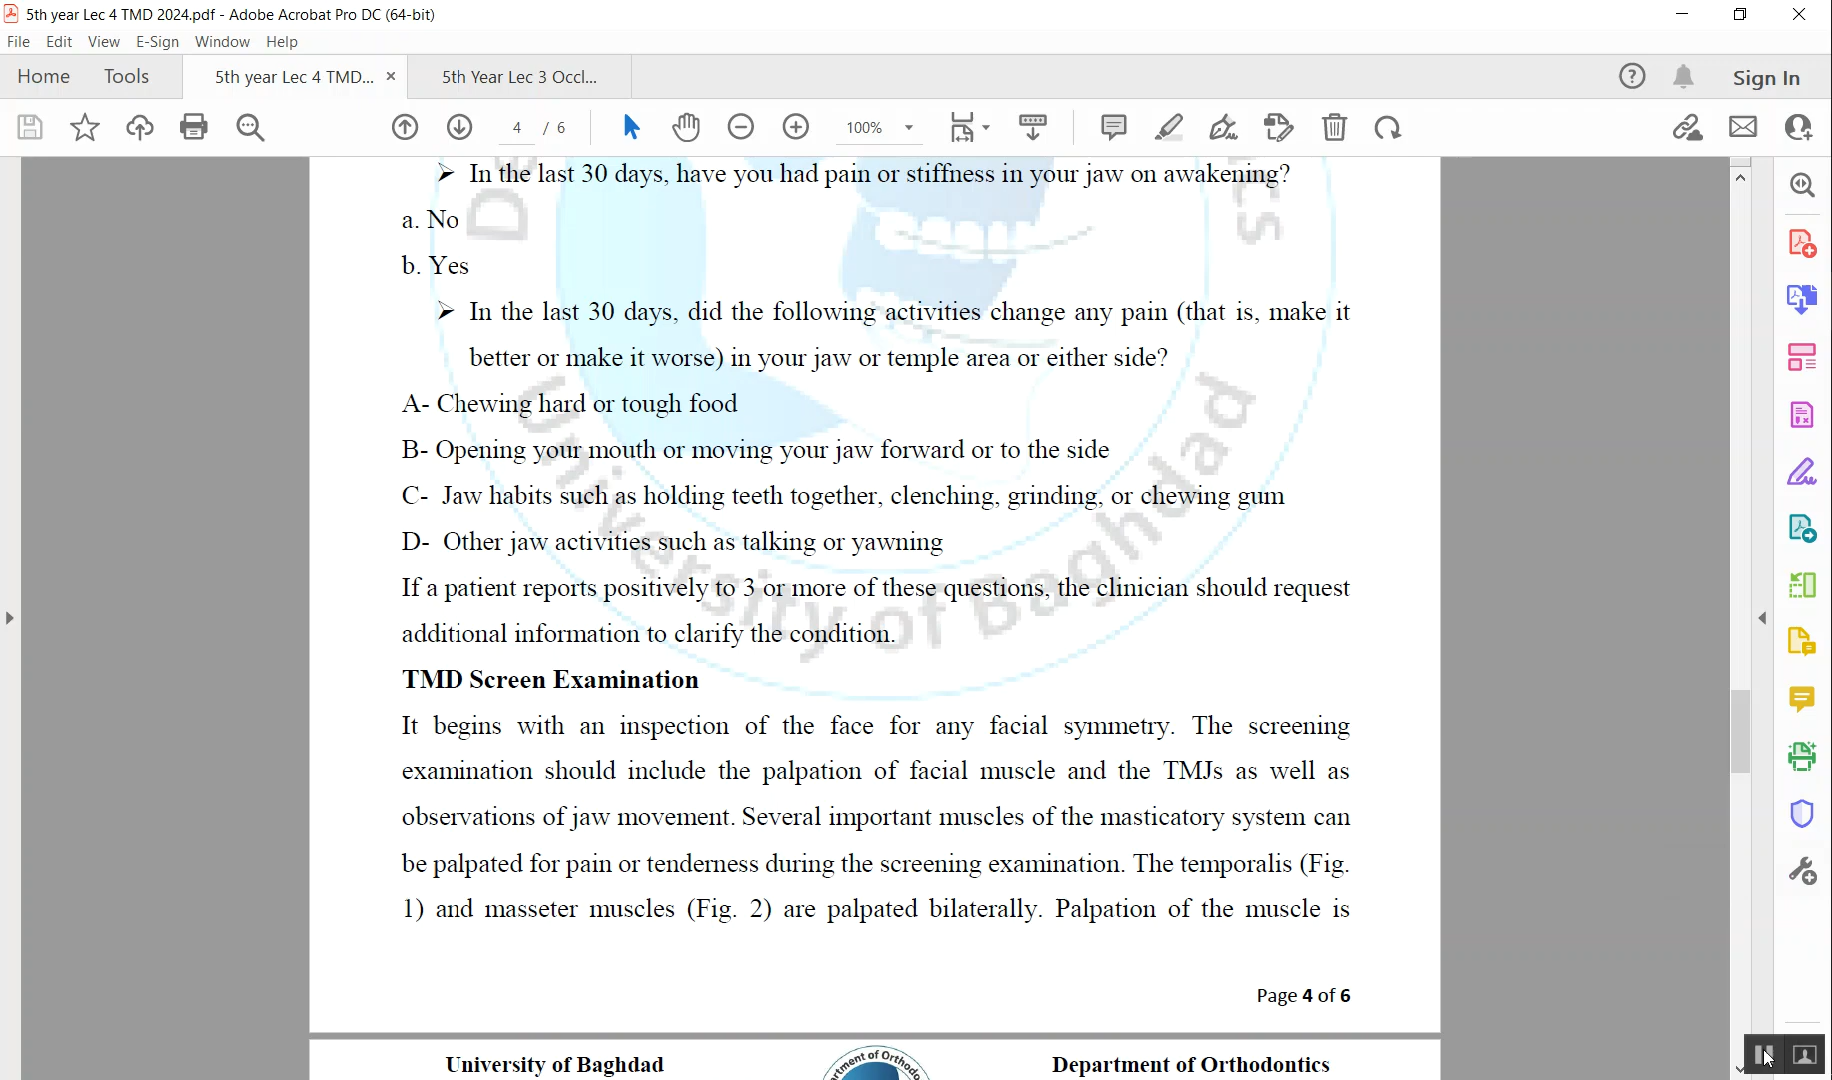 5th year Lec 4 TMD 2024.pdf - Adobe Acrobat Pro DC (64-bit)
File Edit View E-Sign Window Help
Home Tools 5th year Lec 4 TMD... × 5th Year Lec 3 Occl... Sign In
4 / 6 100%
➢ In the last 30 days, have you had pain or stiffness in your jaw on awakening?
a. No
b. Yes
➢ In the last 30 days, did the following activities change any pain (that is, make it
better or make it worse) in your jaw or temple area or either side?
A- Chewing hard or tough food
B- Opening your mouth or moving your jaw forward or to the side
C- Jaw habits such as holding teeth together, clenching, grinding, or chewing gum
D- Other jaw activities such as talking or yawning
If a patient reports positively to 3 or more of these questions, the clinician should request
additional information to clarify the condition.
TMD Screen Examination
It begins with an inspection of the face for any facial symmetry. The screening
examination should include the palpation of facial muscle and the TMJs as well as
observations of jaw movement. Several important muscles of the masticatory system can
be palpated for pain or tenderness during the screening examination. The temporalis (Fig.
1) and masseter muscles (Fig. 2) are palpated bilaterally. Palpation of the muscle is
University of Baghdad
Page 4 of 6
University of Baghdad Department of Orthodontics